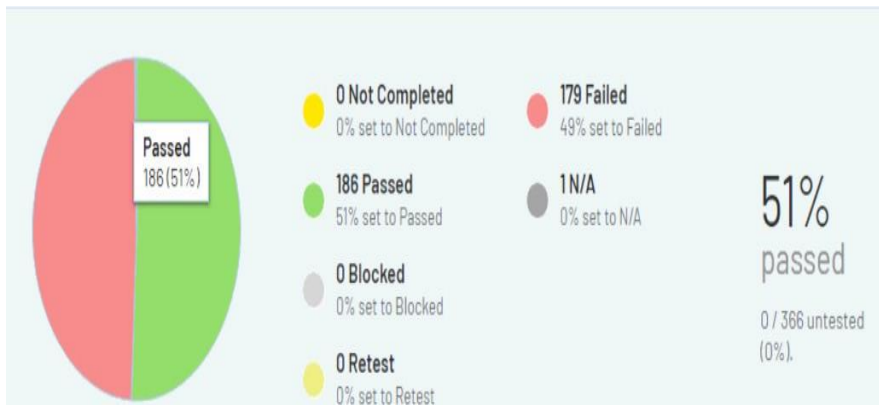 Passed
186 (51%)
0 Not Completed
0% set to Not Completed
186 Passed
51% set to Passed
0 Blocked
0% set to Blocked
0 Retest
0% set to Retest
179 Failed
49% set to Failed
1 N/A
0% set to N/A
51%
passed
0 / 366 untested
(0%).